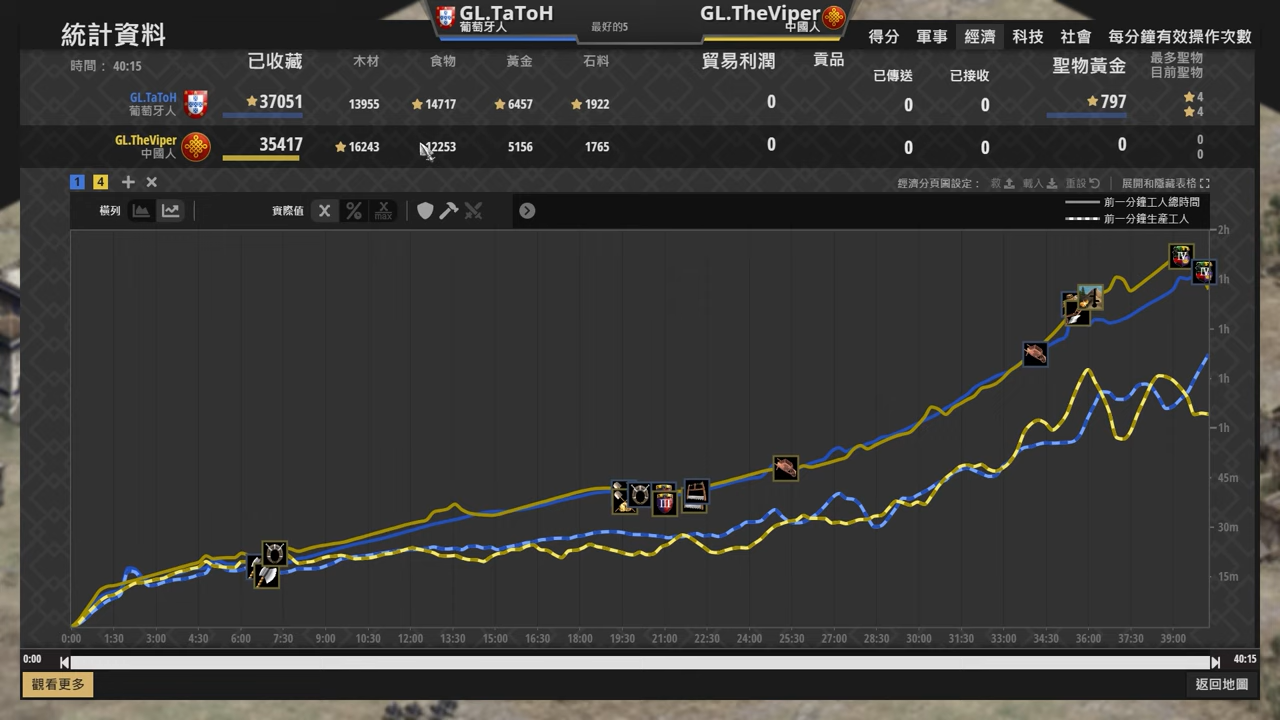 GL.TaToH
葡萄牙人
最好的5
GL.TheViper
中國人
統計資料
得分 軍事 經濟 科技 社會 每分鐘有效操作次數
時間： 40:15
已收藏 木材 食物 黃金 石料 貿易利潤 貢品 已傳送 已接收 聖物黃金 最多聖物 目前聖物
GL.TaToH
葡萄牙人
37051 13955 14717 6457 1922 0 0 0 797 4 4
GL.TheViper
中國人
35417 16243 12253 5156 1765 0 0 0 0 0 0
1 4
經濟分頁圖設定： 救 載入 重設 展開和隱藏表格
橫列 實際值 X % X max
前一分鐘工人總時間
前一分鐘生產工人
2h
1h
1h
1h
1h
45m
30m
15m
IV
IV
III
0:00 1:30 3:00 4:30 6:00 7:30 9:00 10:30 12:00 13:30 15:00 16:30 18:00 19:30 21:00 22:30 24:00 25:30 27:00 28:30 30:00 31:30 33:00 34:30 36:00 37:30 39:00
0:00 40:15
觀看更多 返回地圖